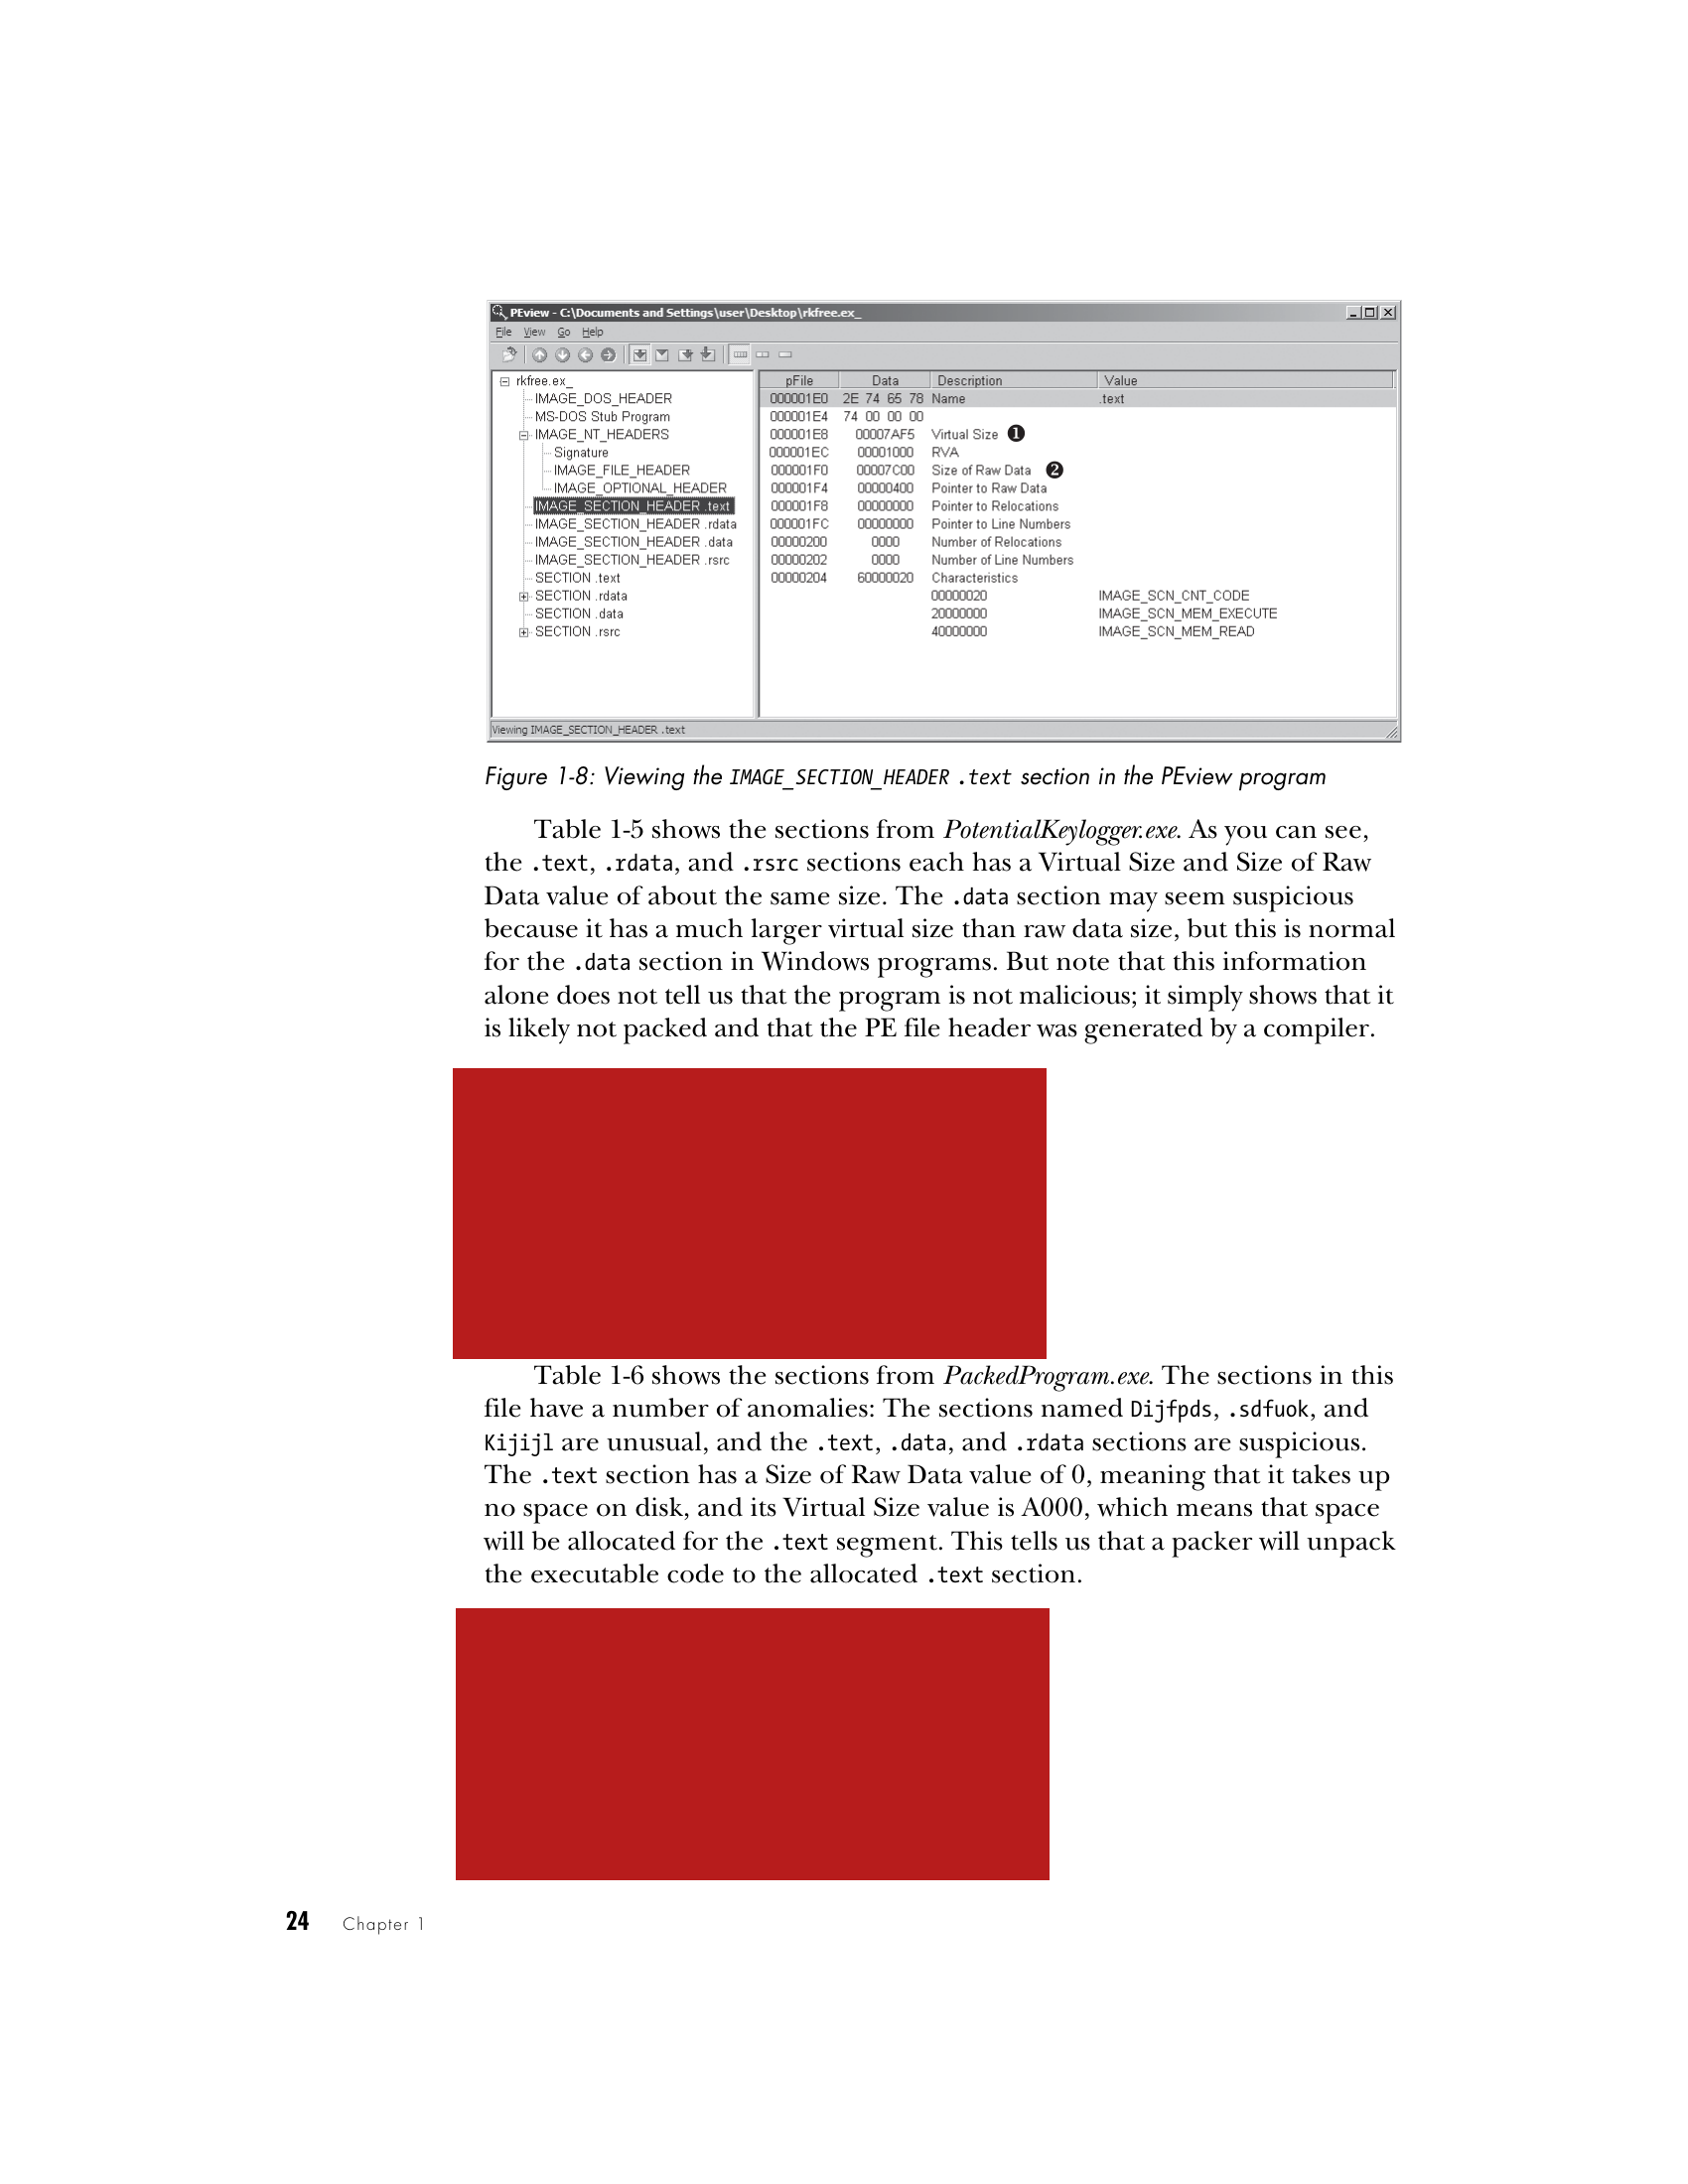 PEview - C:\Documents and Settings\user\Desktop\rkfree.ex_
File View Go Help
rkfree.ex_
IMAGE_DOS_HEADER
MS-DOS Stub Program
IMAGE_NT_HEADERS
Signature
IMAGE_FILE_HEADER
IMAGE_OPTIONAL_HEADER
IMAGE_SECTION_HEADER .text
IMAGE_SECTION_HEADER .rdata
IMAGE_SECTION_HEADER .data
IMAGE_SECTION_HEADER .rsrc
SECTION .text
SECTION .rdata
SECTION .data
SECTION .rsrc
pFile Data Description Value
000001E0 2E 74 65 78 Name .text
000001E4 74 00 00 00
000001E8 00007AF5 Virtual Size ❶
000001EC 00001000 RVA
000001F0 00007C00 Size of Raw Data ❷
000001F4 00000400 Pointer to Raw Data
000001F8 00000000 Pointer to Relocations
000001FC 00000000 Pointer to Line Numbers
00000200 0000 Number of Relocations
00000202 0000 Number of Line Numbers
00000204 60000020 Characteristics
00000020 IMAGE_SCN_CNT_CODE
20000000 IMAGE_SCN_MEM_EXECUTE
40000000 IMAGE_SCN_MEM_READ
Viewing IMAGE_SECTION_HEADER .text
Figure 1-8: Viewing the IMAGE_SECTION_HEADER .text section in the PEview program
Table 1-5 shows the sections from PotentialKeylogger.exe. As you can see,
the .text, .rdata, and .rsrc sections each has a Virtual Size and Size of Raw
Data value of about the same size. The .data section may seem suspicious
because it has a much larger virtual size than raw data size, but this is normal
for the .data section in Windows programs. But note that this information
alone does not tell us that the program is not malicious; it simply shows that it
is likely not packed and that the PE file header was generated by a compiler.
Table 1-6 shows the sections from PackedProgram.exe. The sections in this
file have a number of anomalies: The sections named Dijfpds, .sdfuok, and
Kijijl are unusual, and the .text, .data, and .rdata sections are suspicious.
The .text section has a Size of Raw Data value of 0, meaning that it takes up
no space on disk, and its Virtual Size value is A000, which means that space
will be allocated for the .text segment. This tells us that a packer will unpack
the executable code to the allocated .text section.
24 Chapter 1